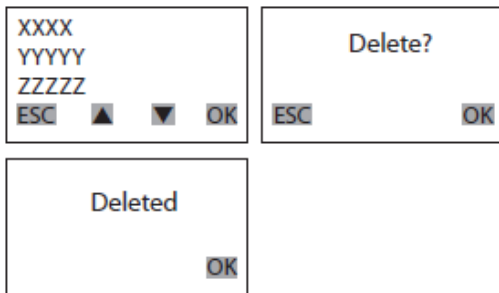 XXXX
YYYYY
ZZZZZ
ESC ▲ ▼ OK
Delete?
ESC OK
Deleted
OK